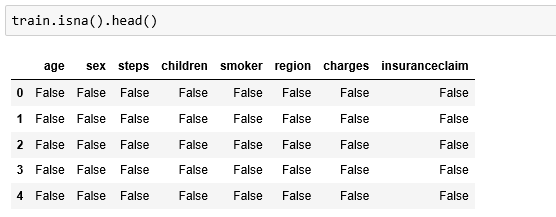 train.isna().head()
age sex steps children smoker region charges insuranceclaim
0 False False False False False False False False
1 False False False False False False False False
2 False False False False False False False False
3 False False False False False False False False
4 False False False False False False False False